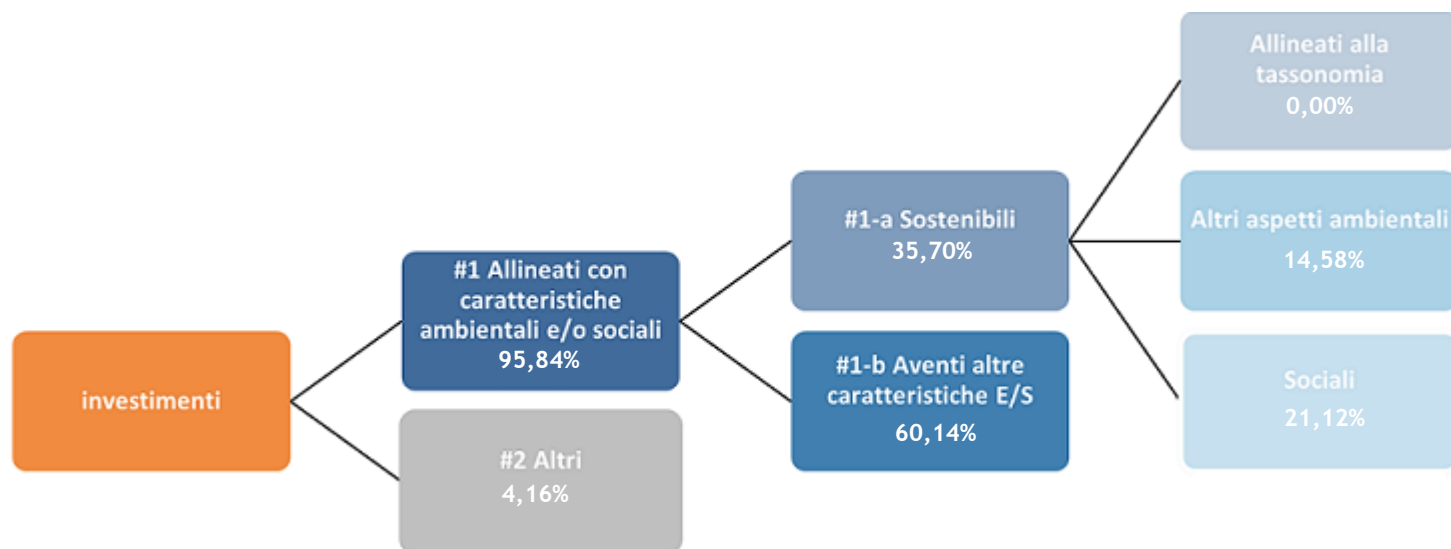 investimenti
#1 Allineati con
caratteristiche
ambientali e/o sociali
95,84%
#2 Altri
4,16%
#1-a Sostenibili
35,70%
#1-b Aventi altre
caratteristiche E/S
60,14%
Allineati alla
tassonomia
0,00%
Altri aspetti ambientali
14,58%
Sociali
21,12%